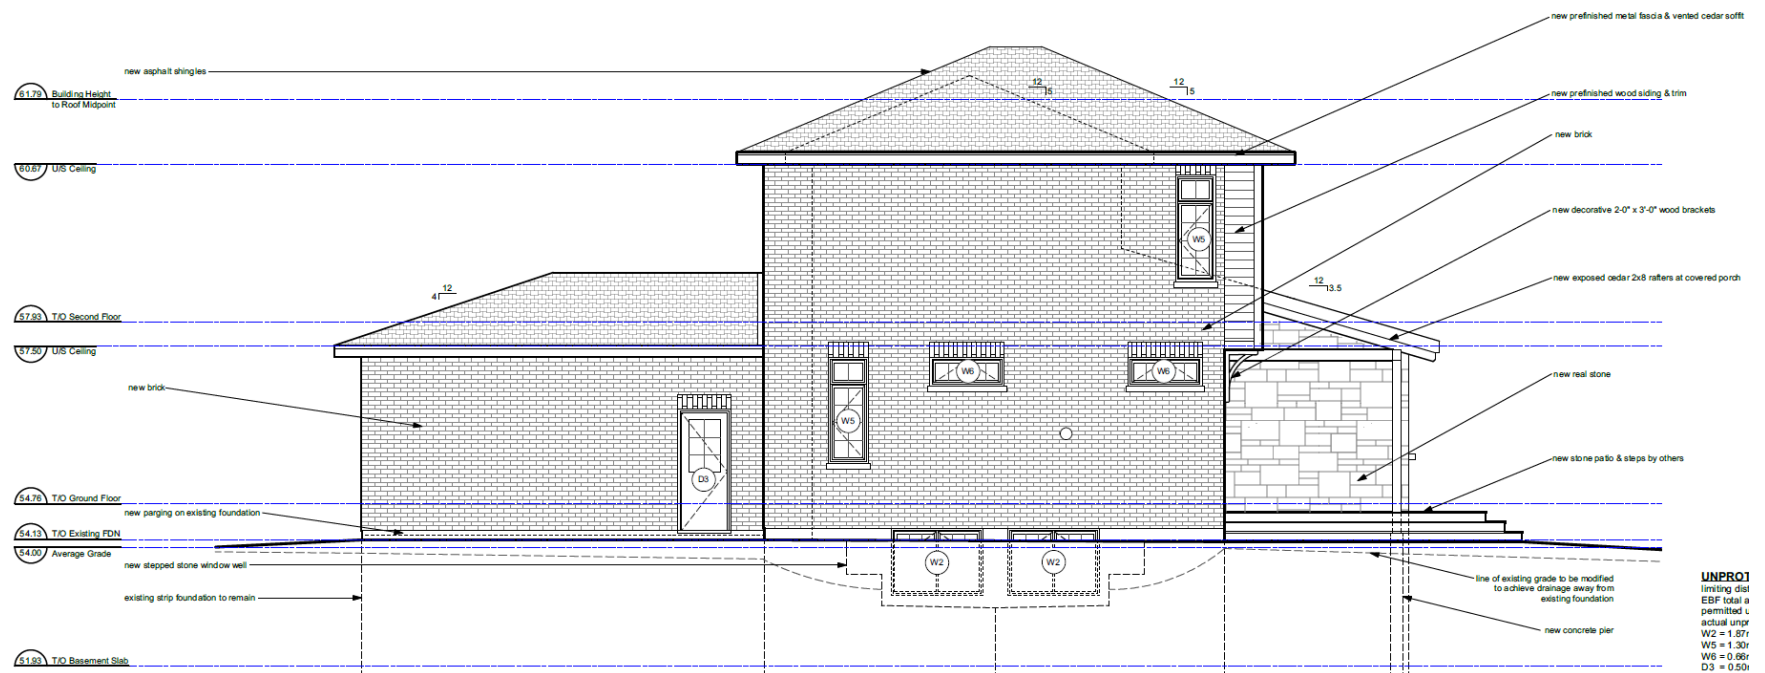 new prefinished metal fascia & vented cedar soffit
new asphalt shingles
12
5
12
5
61.79 Building Height
to Roof Midpoint
new prefinished wood siding & trim
new brick
60.67 U/S Ceiling
W5
new decorative 2-0" x 3'-0" wood brackets
12
4
12
3.5
new exposed cedar 2x8 rafters at covered porch
57.93 T/O Second Floor
57.50 U/S Ceiling
W6
W6
new real stone
new brick
W5
D3
new stone patio & steps by others
54.76 T/O Ground Floor
new parging on existing foundation
54.13 T/O Existing FDN
54.00 Average Grade
new stepped stone window well
W2
W2
line of existing grade to be modified
to achieve drainage away from
existing foundation
existing strip foundation to remain
new concrete pier
51.93 T/O Basement Slab
UNPROT
limiting dist
EBF total a
permitted u
actual unpr
W2 = 1.87
W5 = 1.30
W6 = 0.66
D3 = 0.50